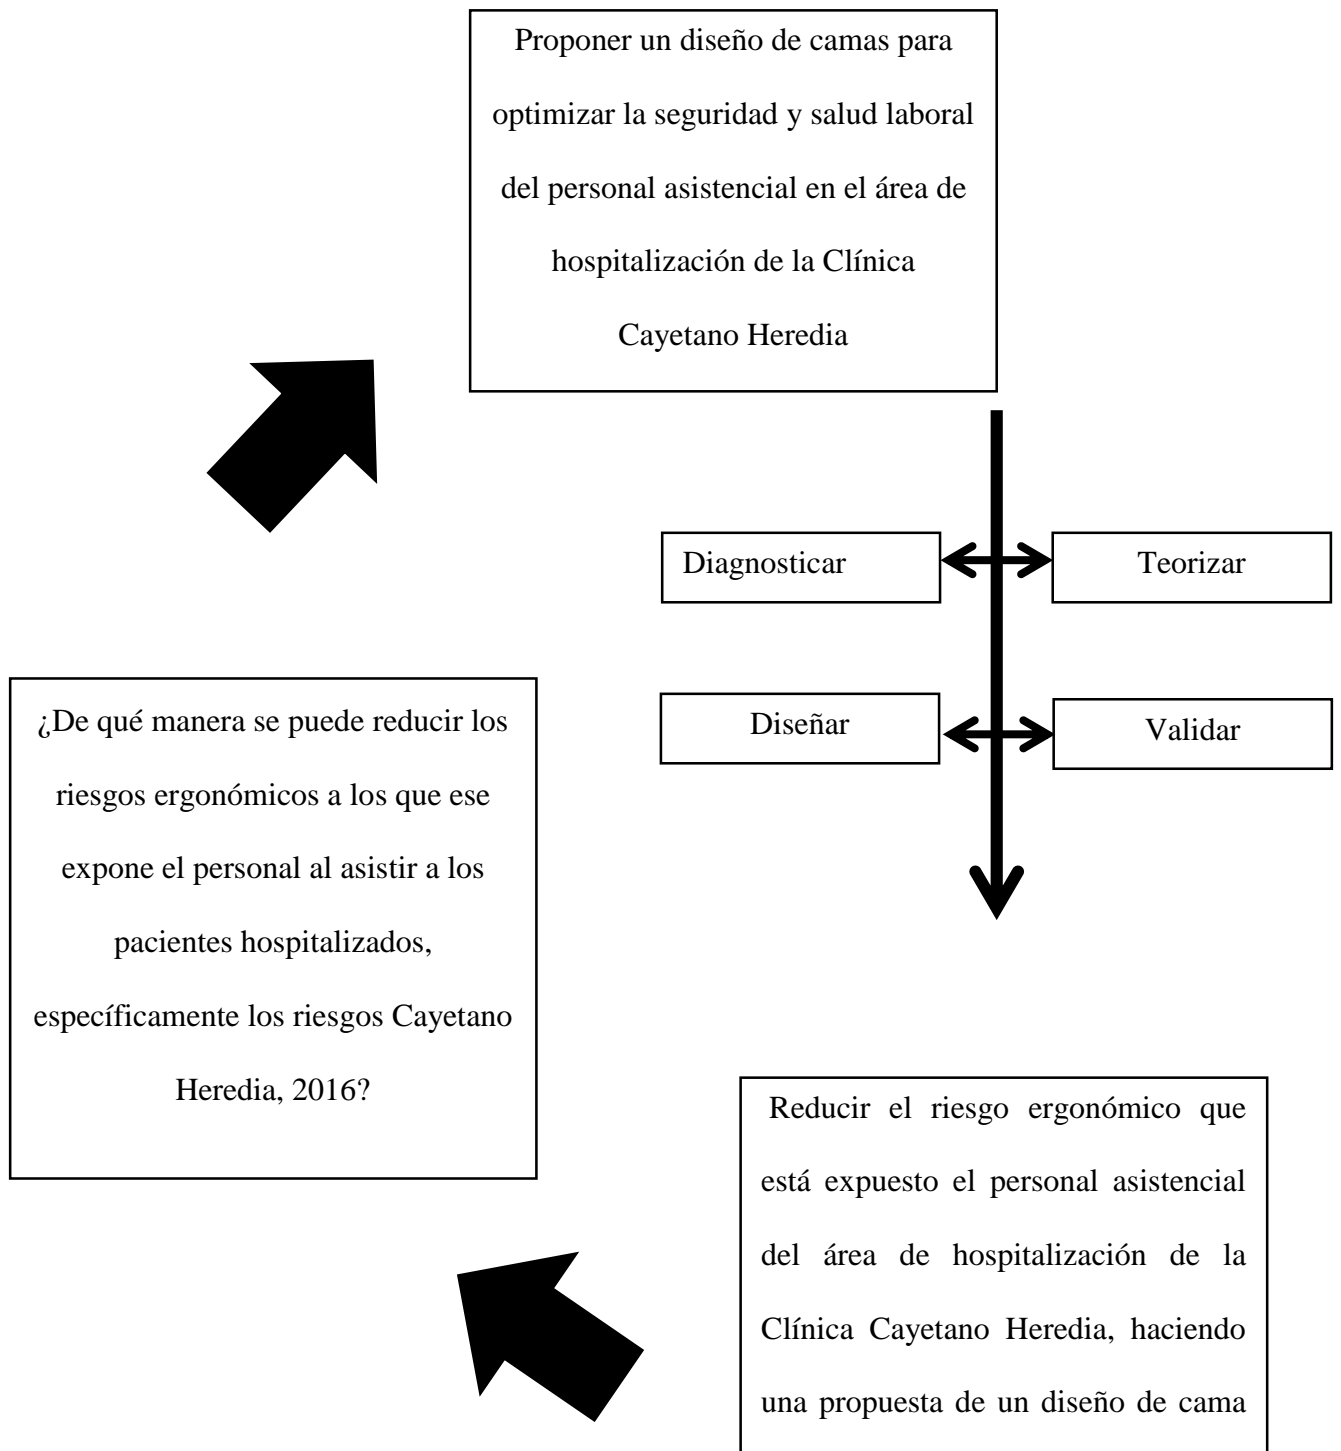 Proponer un diseño de camas para
optimizar la seguridad y salud laboral
del personal asistencial en el área de
hospitalización de la Clínica
Cayetano Heredia
Diagnosticar
Teorizar
Diseñar
Validar
¿De qué manera se puede reducir los
riesgos ergonómicos a los que ese
expone el personal al asistir a los
pacientes hospitalizados,
específicamente los riesgos Cayetano
Heredia, 2016?
Reducir el riesgo ergonómico que
está expuesto el personal asistencial
del área de hospitalización de la
Clínica Cayetano Heredia, haciendo
una propuesta de un diseño de cama